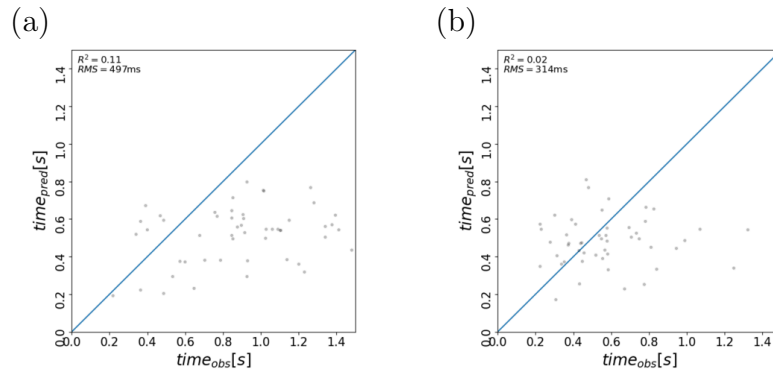 (a)
R² = 0.11
RMS = 497ms
time_pred[s]
0.0 0.2 0.4 0.6 0.8 1.0 1.2 1.4
0.0 0.2 0.4 0.6 0.8 1.0 1.2 1.4
time_obs[s]
(b)
R² = 0.02
RMS = 314ms
time_pred[s]
0.0 0.2 0.4 0.6 0.8 1.0 1.2 1.4
0.0 0.2 0.4 0.6 0.8 1.0 1.2 1.4
time_obs[s]